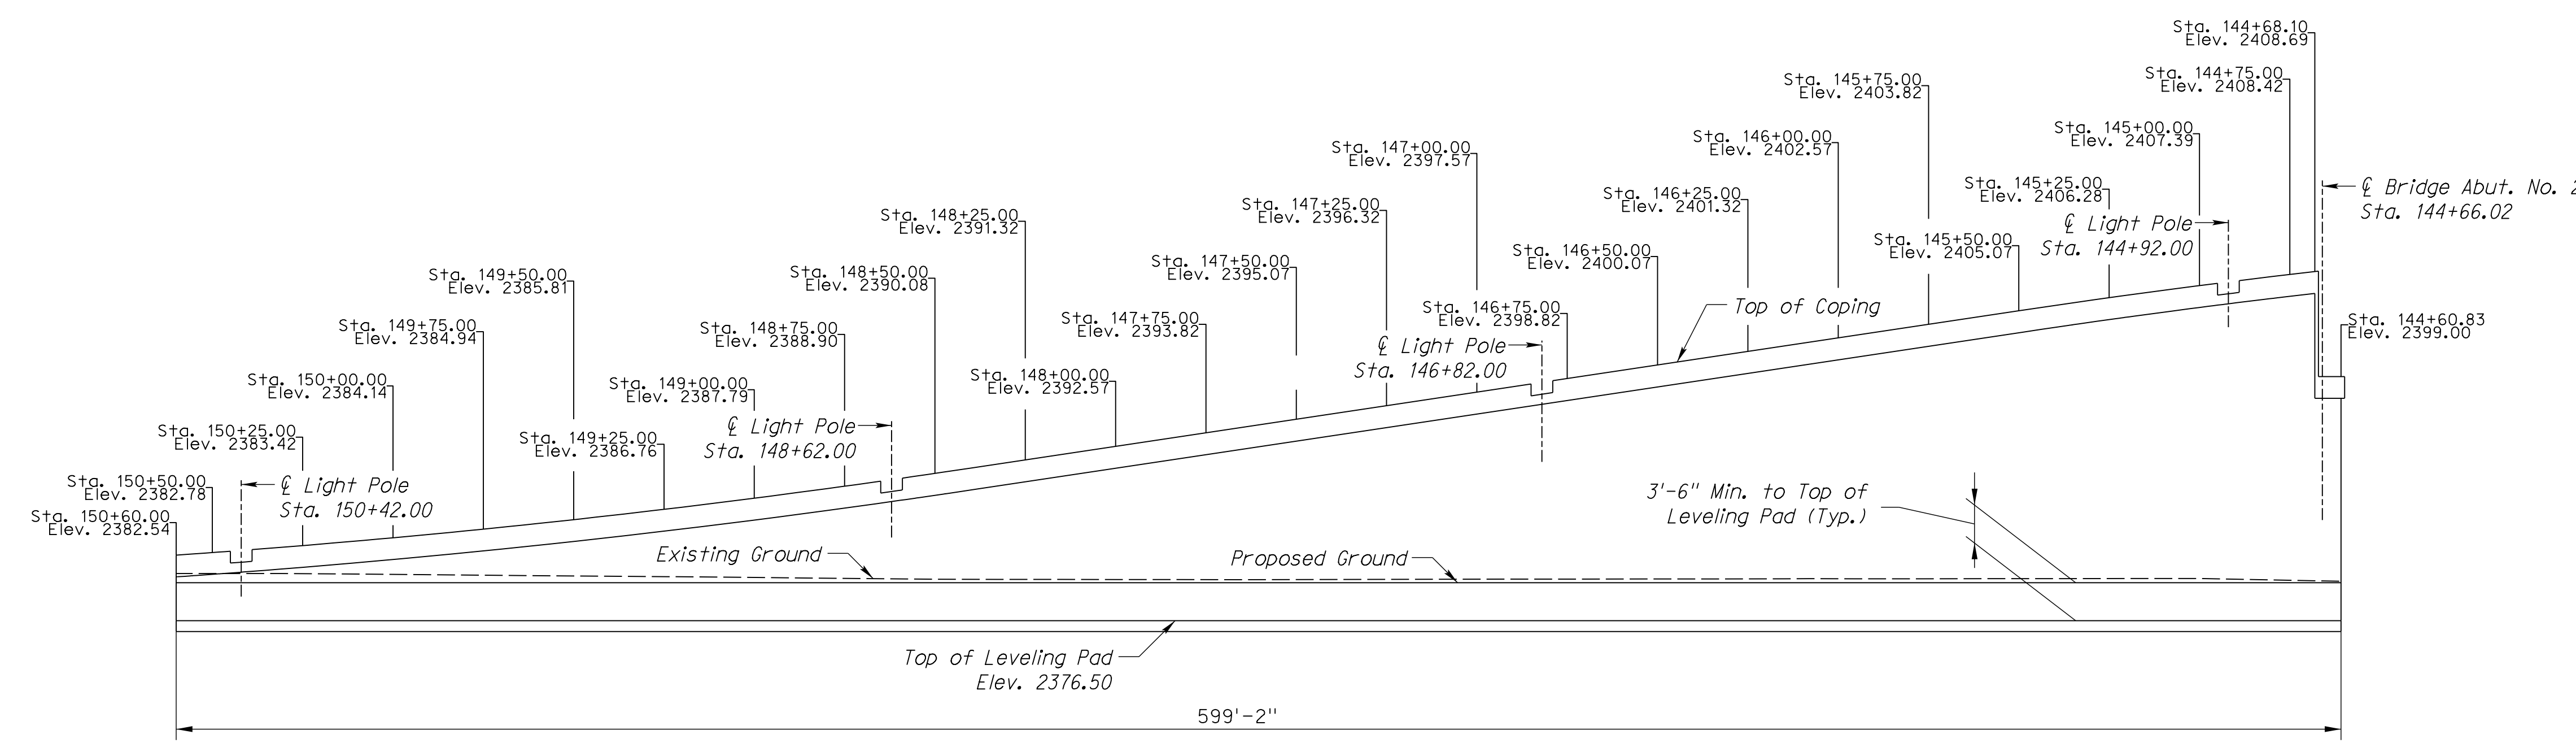 Sta. 144+68.10
Elev. 2408.69
Sta. 144+75.00
Elev. 2408.42
Sta. 145+75.00
Elev. 2403.82
Sta. 145+00.00
Elev. 2407.39
Sta. 146+00.00
Elev. 2402.57
Sta. 147+00.00
Elev. 2397.57
Sta. 145+25.00
Elev. 2406.28
℄ Bridge Abut. No.
Sta. 144+66.02
Sta. 146+25.00
Elev. 2401.32
Sta. 147+25.00
Elev. 2396.32
Sta. 148+25.00
Elev. 2391.32
℄ Light Pole
Sta. 144+92.00
Sta. 145+50.00
Elev. 2405.07
Sta. 146+50.00
Elev. 2400.07
Sta. 147+50.00
Elev. 2395.07
Sta. 148+50.00
Elev. 2390.08
Sta. 149+50.00
Elev. 2385.81
Top of Coping
Sta. 146+75.00
Elev. 2398.82
Sta. 147+75.00
Elev. 2393.82
Sta. 148+75.00
Elev. 2388.90
Sta. 149+75.00
Elev. 2384.94
Sta. 144+60.83
Elev. 2399.00
℄ Light Pole
Sta. 146+82.00
Sta. 148+00.00
Elev. 2392.57
Sta. 149+00.00
Elev. 2387.79
Sta. 150+00.00
Elev. 2384.14
℄ Light Pole
Sta. 148+62.00
Sta. 149+25.00
Elev. 2386.76
Sta. 150+25.00
Elev. 2383.42
Sta. 150+50.00
Elev. 2382.78
℄ Light Pole
Sta. 150+42.00
Sta. 150+60.00
Elev. 2382.54
3'-6" Min. to Top of
Leveling Pad (Typ.)
Existing Ground
Proposed Ground
Top of Leveling Pad
Elev. 2376.50
599'-2"